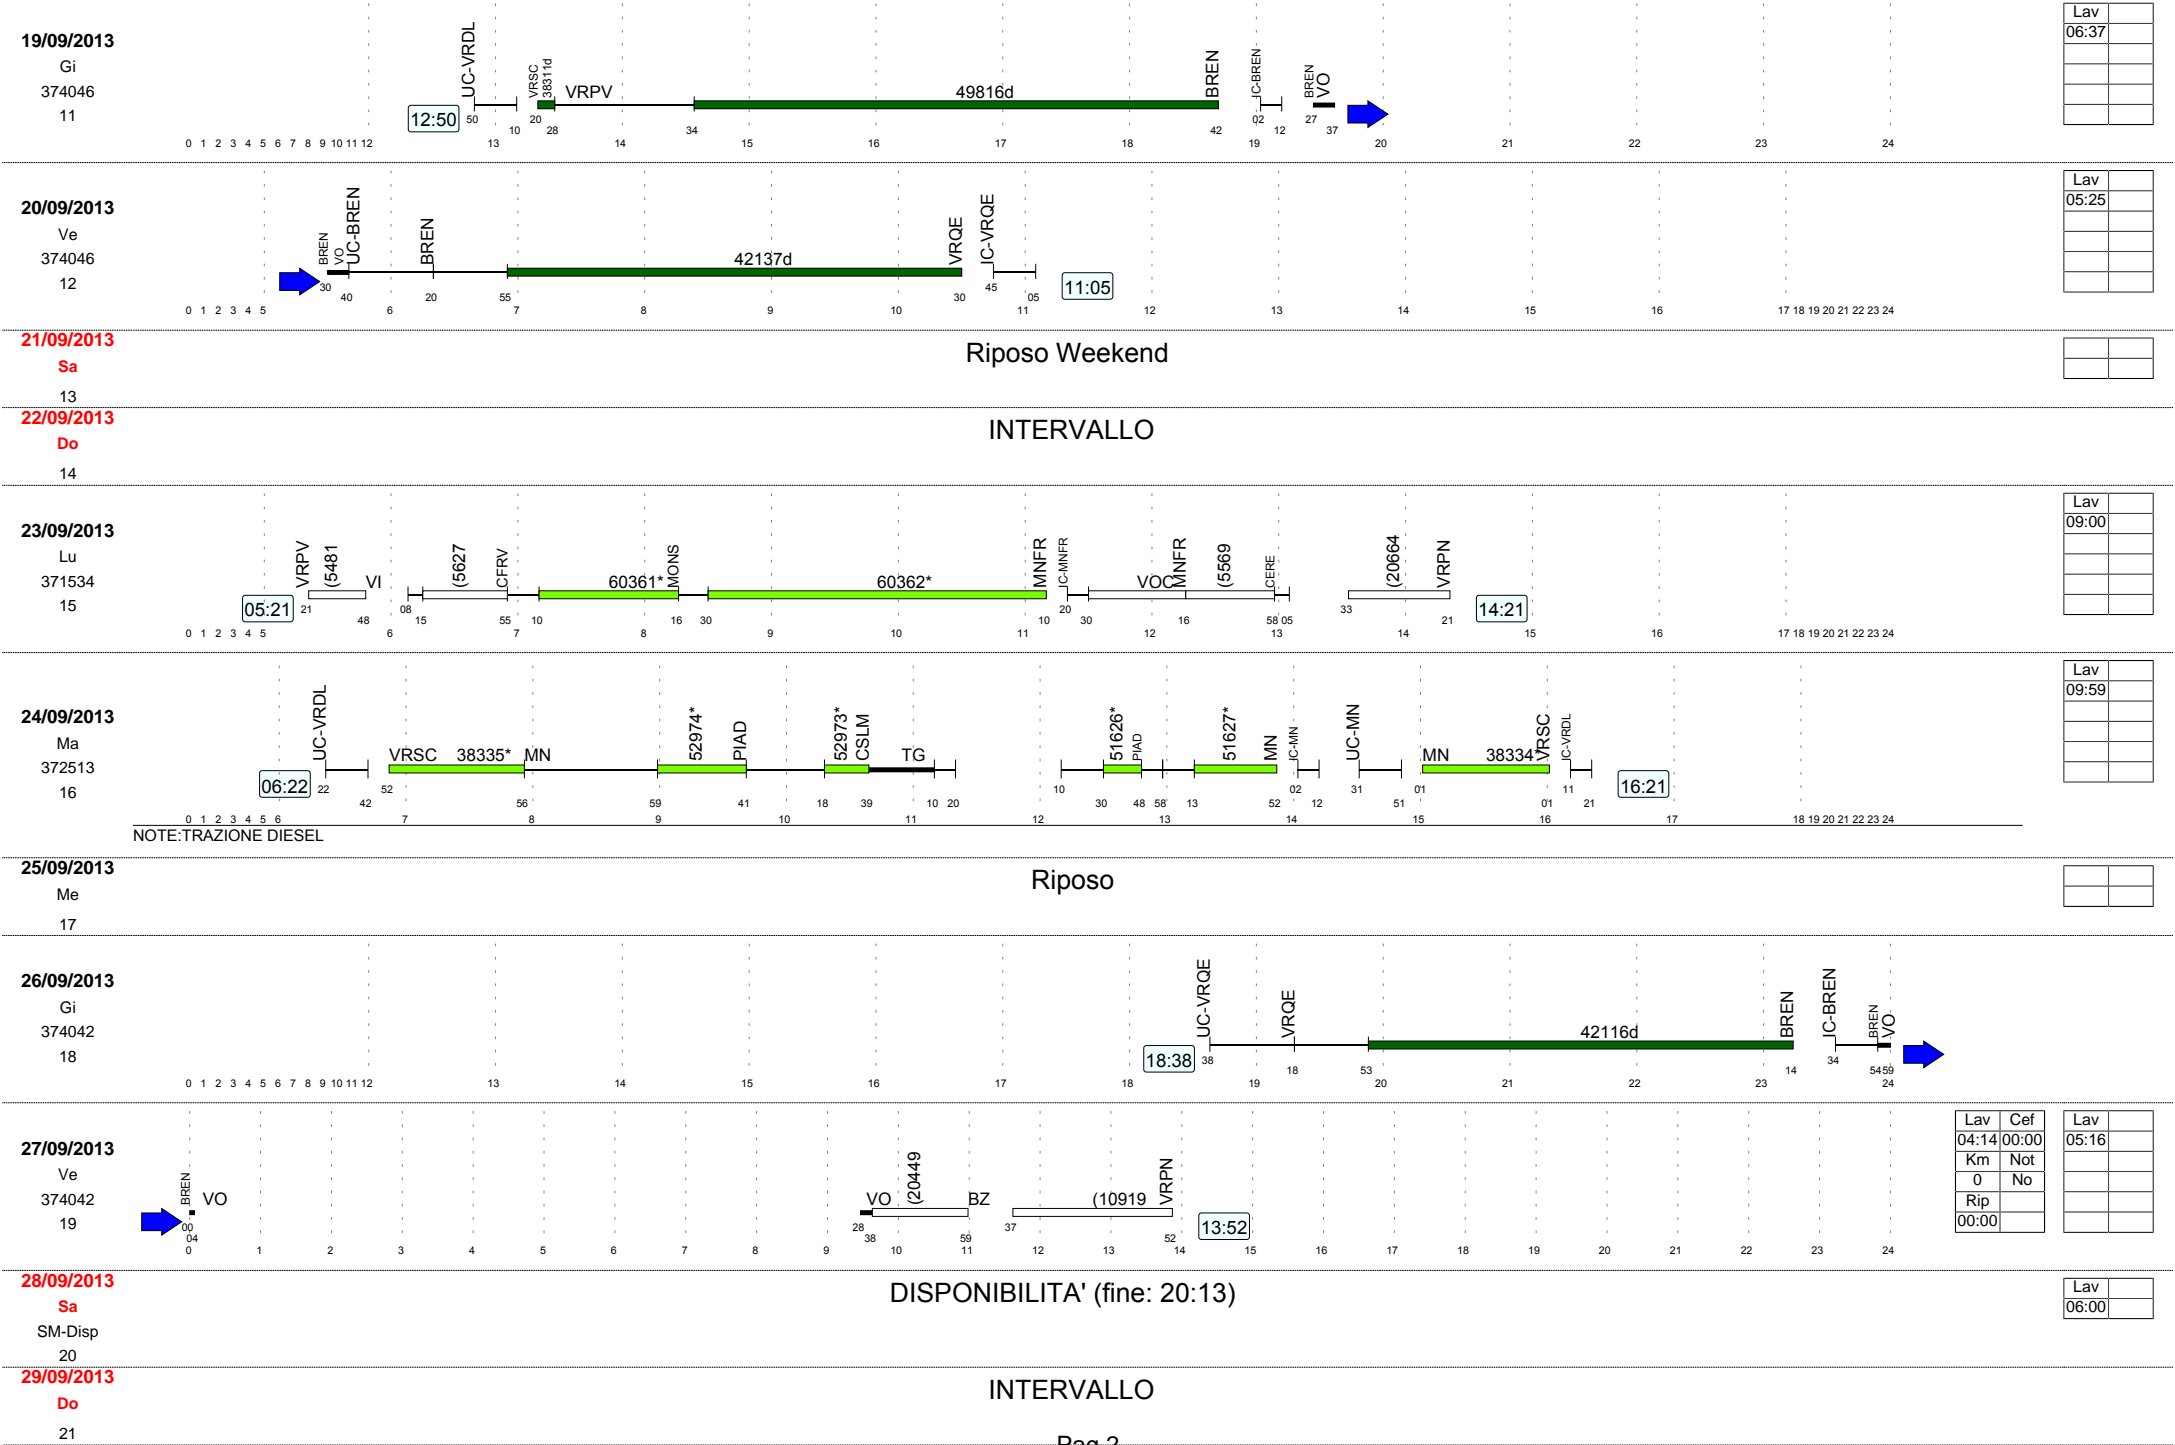 19/09/2013
Gi
374046
11
12:50
UC-VRDL
50
10
VRSC
38311d
20
28
VRPV
34
49816d
BREN
42
IC-BREN
02
12
BREN
VO
27
37
0 1 2 3 4 5 6 7 8 9 10 11 12 13 14 15 16 17 18 19 20 21 22 23 24
Lav
06:37
20/09/2013
Ve
374046
12
BREN
VO
UC-BREN
30
40
BREN
20
55
42137d
VRQE
30
IC-VRQE
45
05
11:05
0 1 2 3 4 5 6 7 8 9 10 11 12 13 14 15 16 17 18 19 20 21 22 23 24
Lav
05:25
21/09/2013
Sa
13
Riposo Weekend
22/09/2013
Do
14
INTERVALLO
23/09/2013
Lu
371534
15
05:21
VRPV
(5481
VI
21
48
08
15
(5627
CFRV
55
10
60361*
MONS
16
30
60362*
MNFR
10
IC-MNFR
20
30
VOC
MNFR
16
(5569
CERE
58
05
33
(20664
VRPN
21
14:21
0 1 2 3 4 5 6 7 8 9 10 11 12 13 14 15 16 17 18 19 20 21 22 23 24
Lav
09:00
24/09/2013
Ma
372513
16
06:22
UC-VRDL
22
42
VRSC
38335*
MN
52
56
59
52974*
PIAD
41
18
52973*
CSLM
39
TG
10
20
10
30
51626*
PIAD
48
58
13
51627*
MN
52
IC-MN
02
12
UC-MN
31
51
MN
38334*
VRSC
01
01
IC-VRDL
11
21
16:21
0 1 2 3 4 5 6 7 8 9 10 11 12 13 14 15 16 17 18 19 20 21 22 23 24
NOTE:TRAZIONE DIESEL
Lav
09:59
25/09/2013
Me
17
Riposo
26/09/2013
Gi
374042
18
18:38
UC-VRQE
38
VRQE
18
53
42116d
BREN
14
IC-BREN
34
BREN
VO
54
59
0 1 2 3 4 5 6 7 8 9 10 11 12 13 14 15 16 17 18 19 20 21 22 23 24
27/09/2013
Ve
374042
19
BREN
VO
00
04
VO
28
38
(20449
BZ
59
37
(10919
VRPN
52
13:52
0 1 2 3 4 5 6 7 8 9 10 11 12 13 14 15 16 17 18 19 20 21 22 23 24
Lav Cef
04:14 00:00
Km Not
0 No
Rip
00:00
Lav
05:16
28/09/2013
Sa
SM-Disp
20
DISPONIBILITA' (fine: 20:13)
Lav
06:00
29/09/2013
Do
21
INTERVALLO
Pag 2